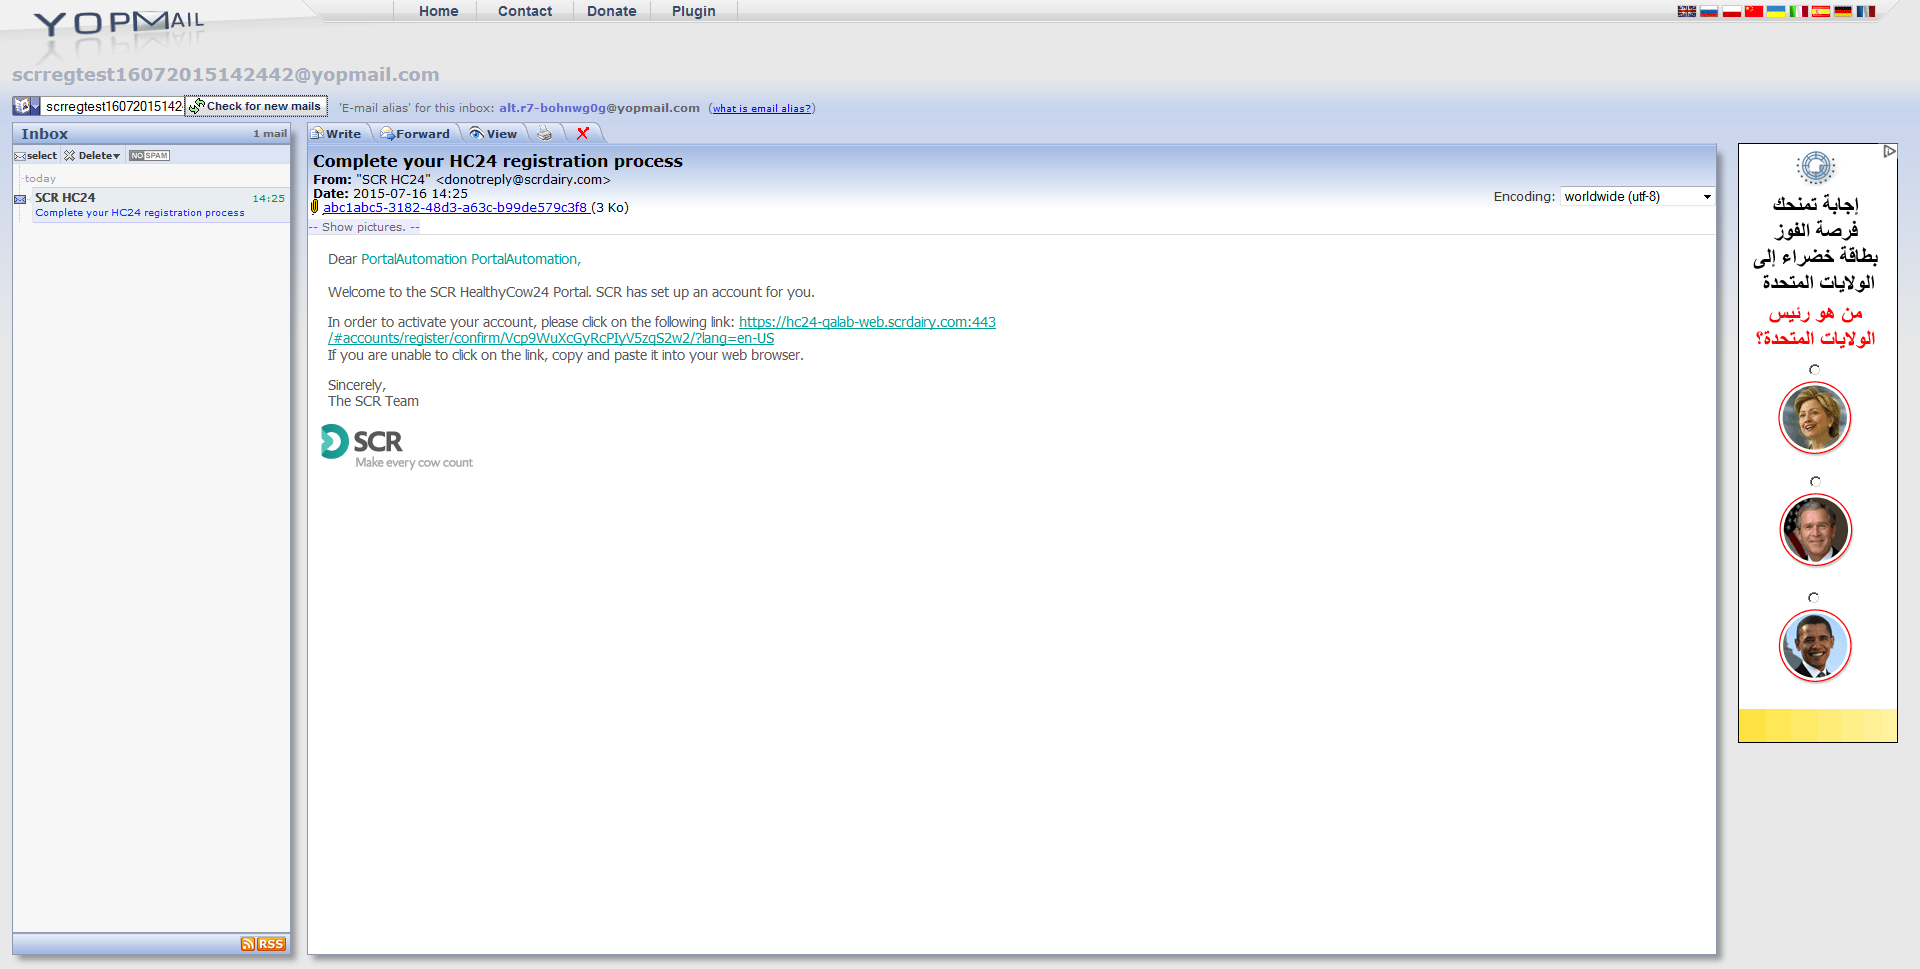 YOPMAIL
Home Contact Donate Plugin
scrregtest16072015142442@yopmail.com
scrregtest16072015142 Check for new mails 'E-mail alias' for this inbox: alt.r7-bohnwg0g@yopmail.com (what is email alias?)
Inbox 1 mail
select Delete NO SPAM
today
SCR HC24 14:25
Complete your HC24 registration process
RSS
Write Forward View
Complete your HC24 registration process
From: "SCR HC24" <donotreply@scrdairy.com>
Date: 2015-07-16 14:25
Encoding: worldwide (utf-8)
abc1abc5-3182-48d3-a63c-b99de579c3f8 (3 Ko)
-- Show pictures. --
Dear PortalAutomation PortalAutomation,
Welcome to the SCR HealthyCow24 Portal. SCR has set up an account for you.
In order to activate your account, please click on the following link: https://hc24-qalab-web.scrdairy.com:443
/#accounts/register/confirm/Vcp9WuXcGyRcPIyV5zqS2w2/?lang=en-US
If you are unable to click on the link, copy and paste it into your web browser.
Sincerely,
The SCR Team
SCR
Make every cow count
إجابة تمنحك
فرصة الفوز
بطاقة خضراء إلى
الولايات المتحدة
من هو رئيس
الولايات المتحدة؟